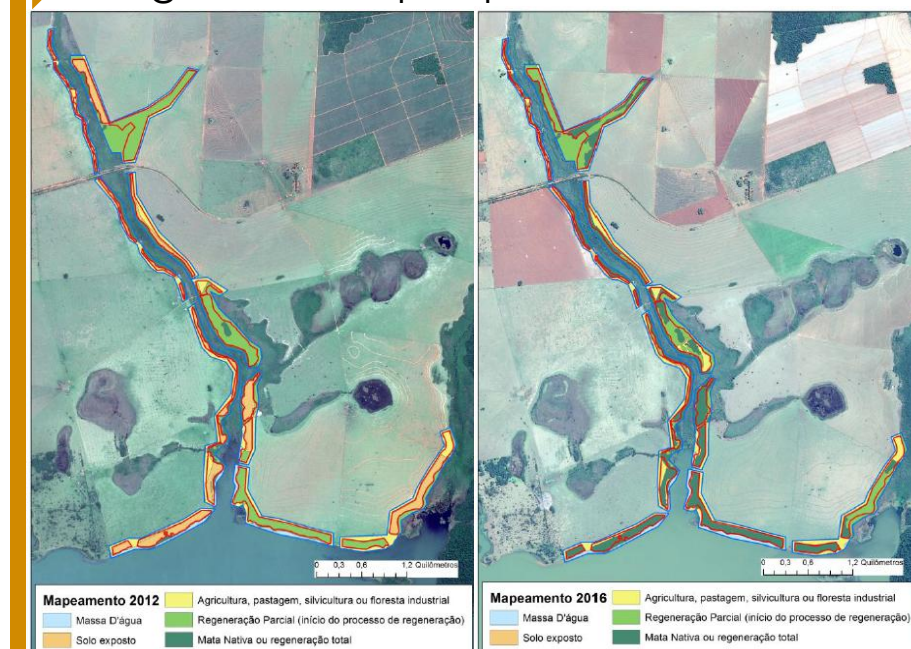 0 0,3 0,6 1,2 Quilômetros
Mapeamento 2012
Massa D'água
Solo exposto
Agricultura, pastagem, silvicultura ou floresta industrial
Regeneração Parcial (início do processo de regeneração)
Mata Nativa ou regeneração total
0 0,3 0,6 1,2 Quilômetros
Mapeamento 2016
Massa D'água
Solo exposto
Agricultura, pastagem, silvicultura ou floresta industrial
Regeneração Parcial (início do processo de regeneração)
Mata Nativa ou regeneração total